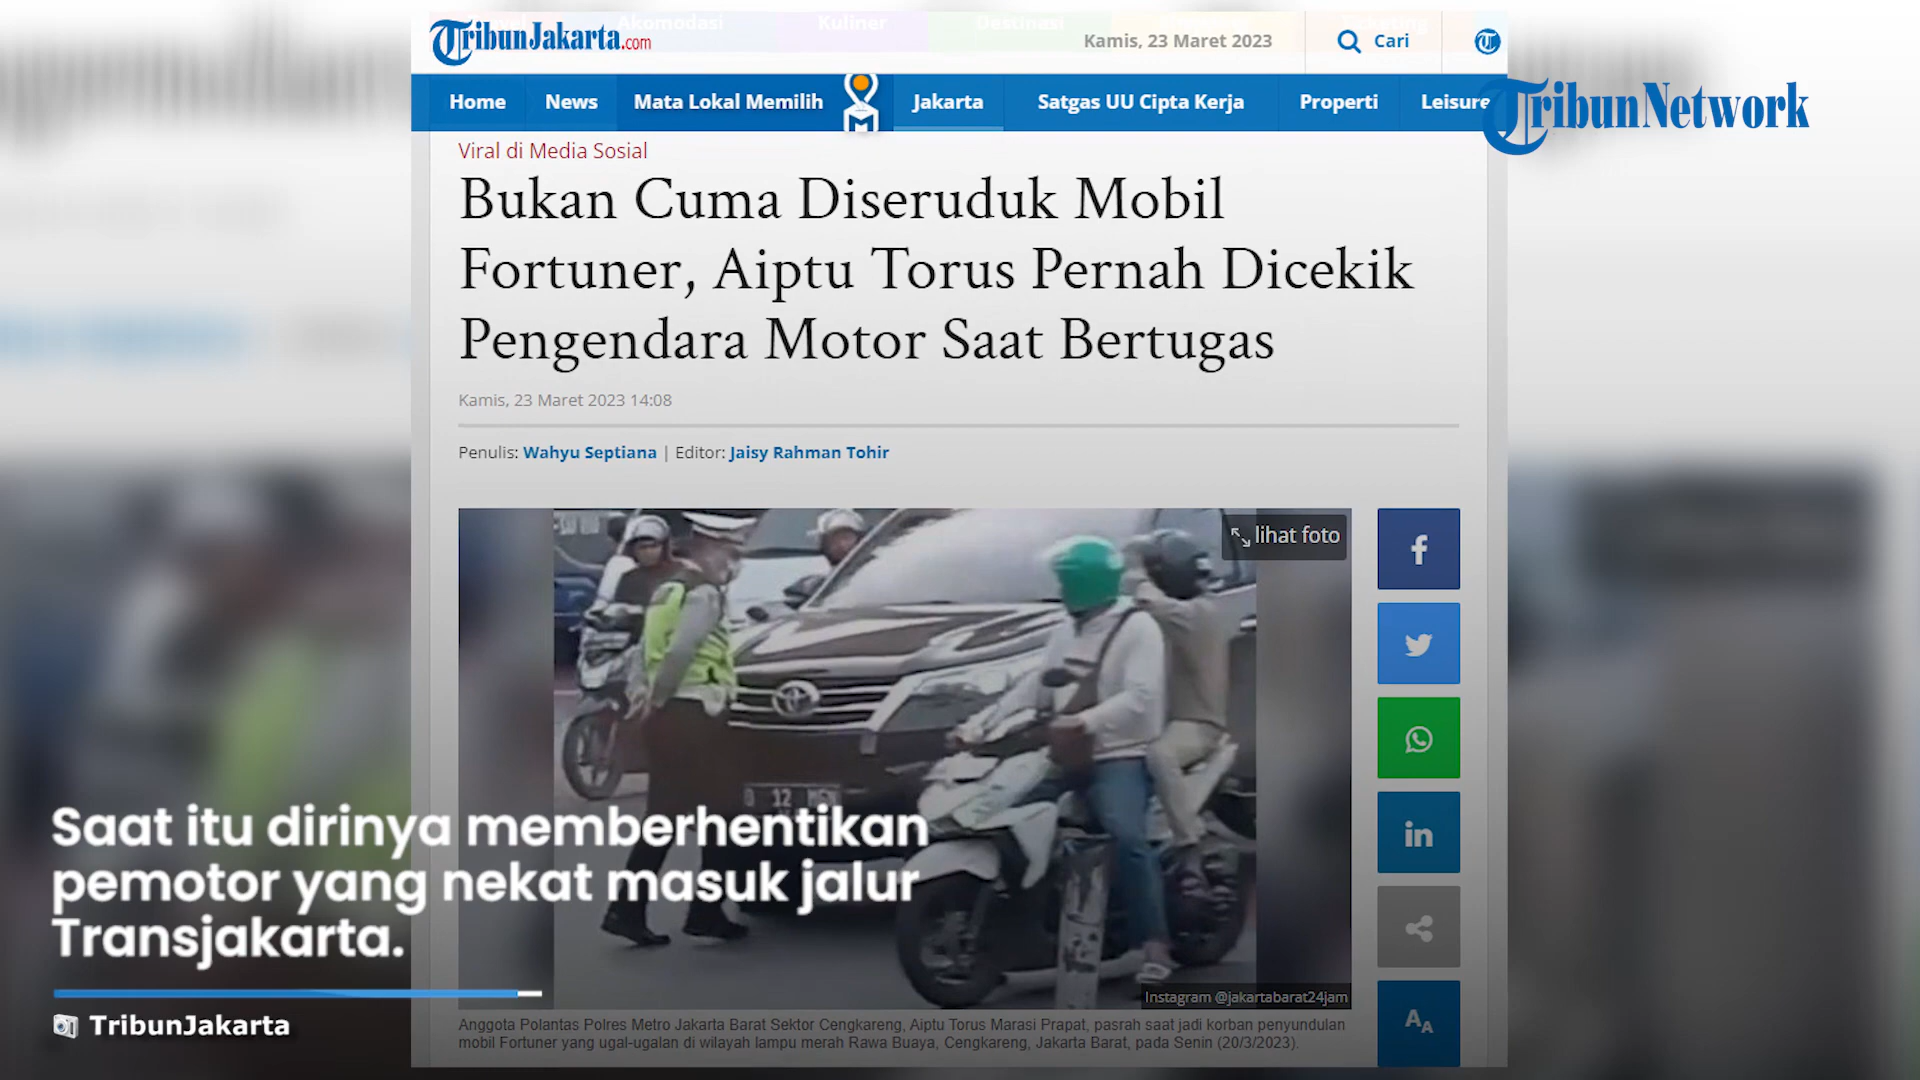 Akomodasi
Kuliner
Destinasi
TribunJakarta.com
Kamis, 23 Maret 2023
Cari
Home
News
Mata Lokal Memilih
Jakarta
Satgas UU Cipta Kerja
Properti
Leisure
TribunNetwork
Viral di Media Sosial
Bukan Cuma Diseruduk Mobil
Fortuner, Aiptu Torus Pernah Dicekik
Pengendara Motor Saat Bertugas
Kamis, 23 Maret 2023 14:08
Penulis: Wahyu Septiana | Editor: Jaisy Rahman Tohir
lihat foto
Saat itu dirinya memberhentikan
pemotor yang nekat masuk jalur
Transjakarta.
TribunJakarta
Instagram @jakartabarat24jam
Anggota Polantas Polres Metro Jakarta Barat Sektor Cengkareng, Aiptu Torus Marasi Prapat, pasrah saat jadi korban penyundulan
mobil Fortuner yang ugal-ugalan di wilayah lampu merah Rawa Buaya, Cengkareng, Jakarta Barat, pada Senin (20/3/2023).